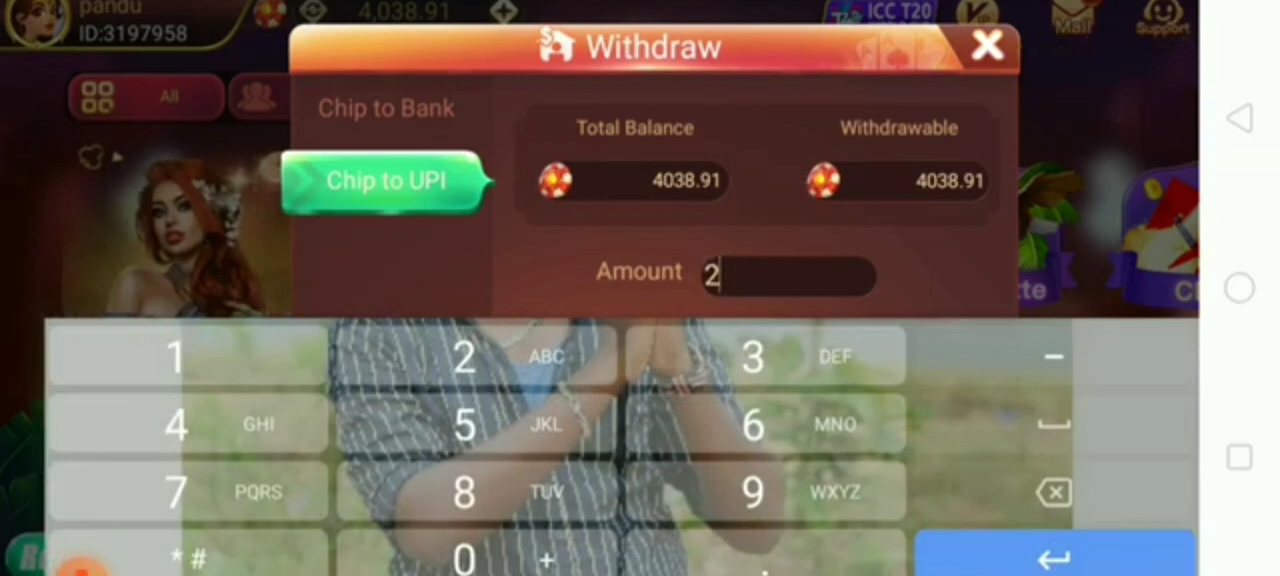 pandu
ID:3197958
4,038.91
ICC T20
Mail
Support
Withdraw
All
Chip to Bank
Chip to UPI
Total Balance
Withdrawable
4038.91
4038.91
Amount
2
1
2 ABC
3 DEF
-
4 GHI
5 JKL
6 MNO
7 PQRS
8 TUV
9 WXYZ
* #
0 +
.